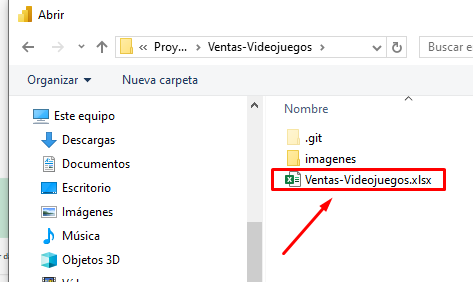 Abrir
Proy... Ventas-Videojuegos
Buscar e
Organizar
Nueva carpeta
Este equipo
Descargas
Documentos
Escritorio
Imágenes
Música
Objetos 3D
Nombre
.git
imagenes
Ventas-Videojuegos.xlsx